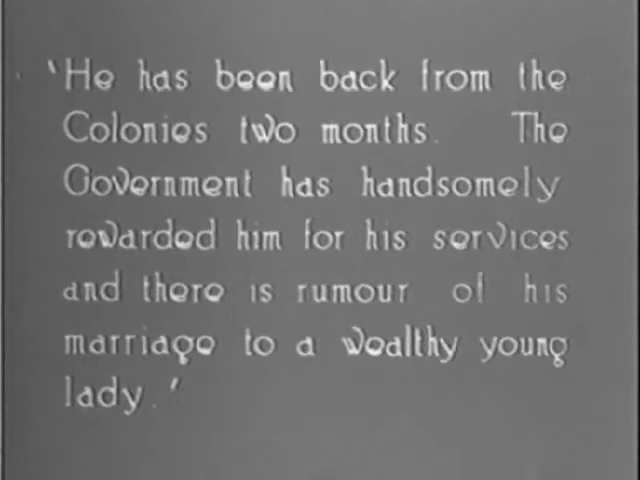 'He has been back from the
Colonies two months. The
Government has handsomely
rewarded him for his services
and there is rumour of his
marriage to a wealthy young
lady.'